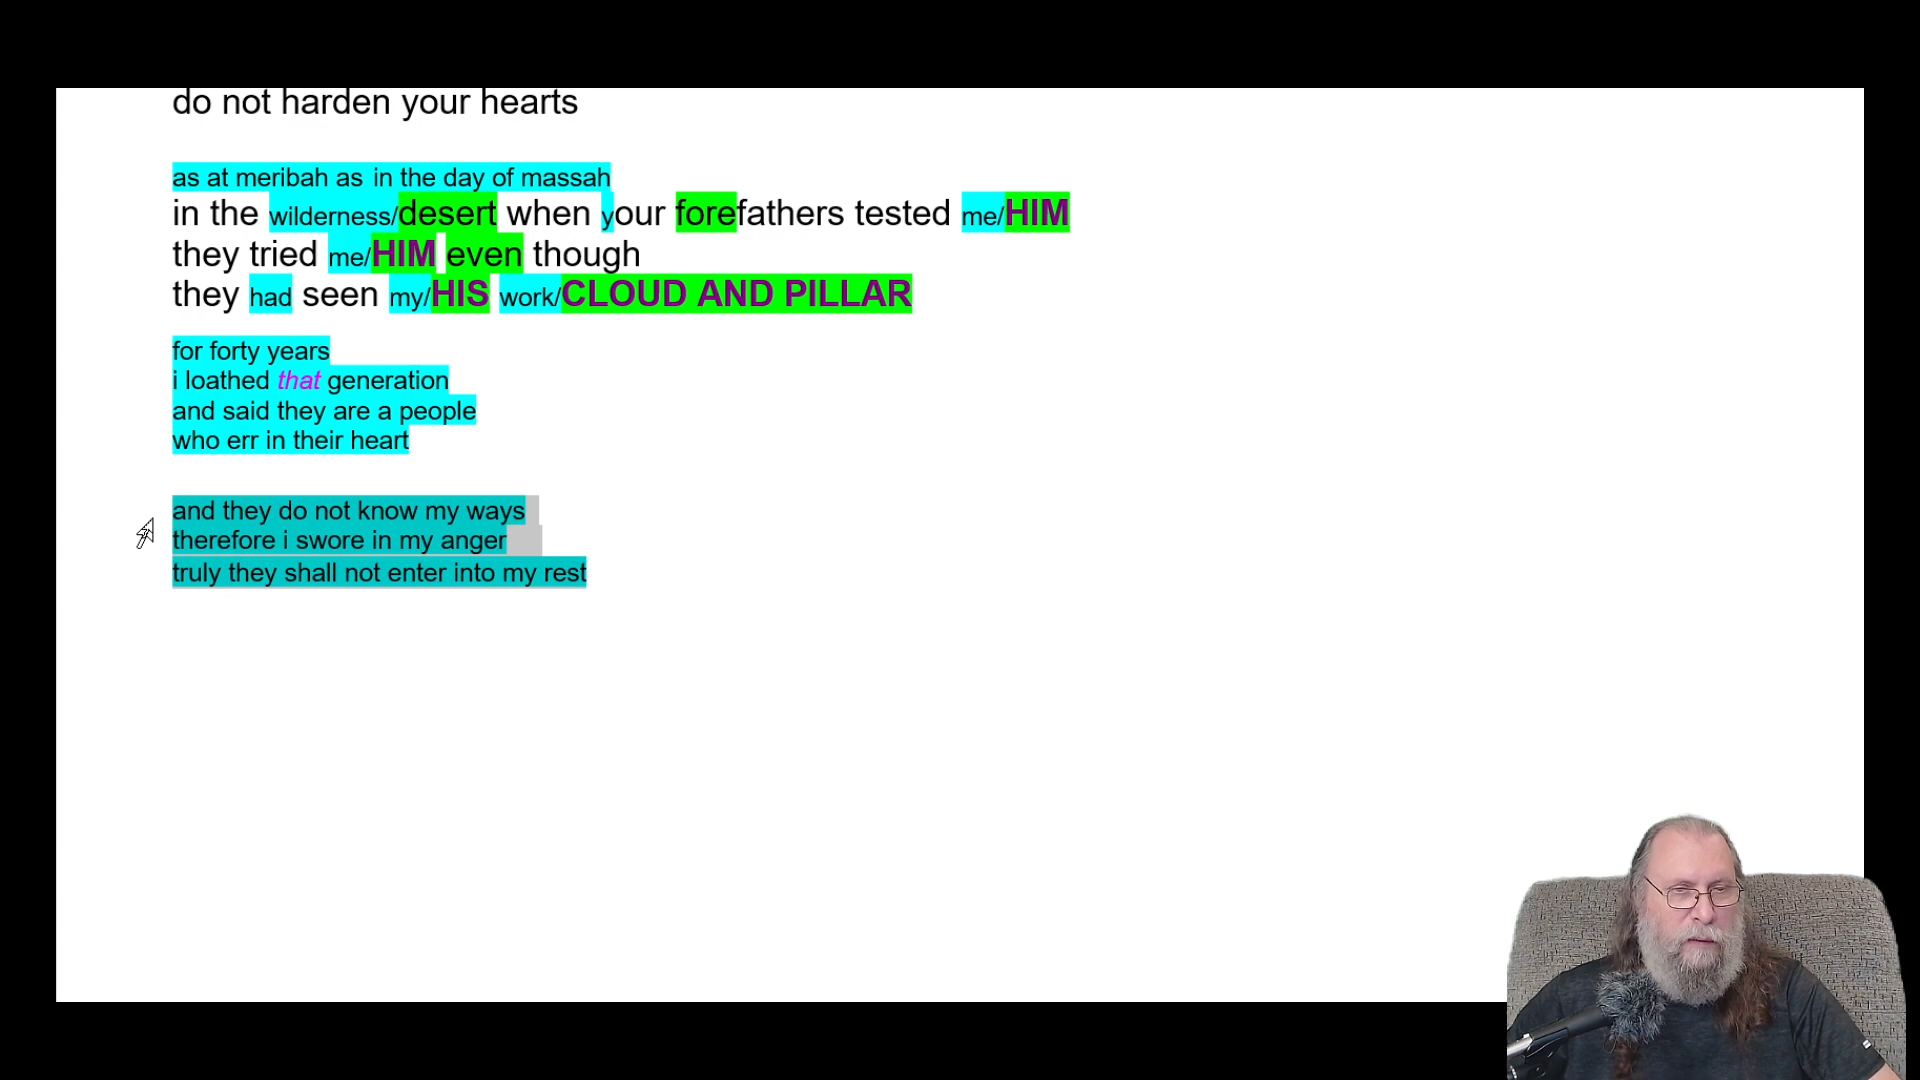 do not harden your hearts
as at meribah as in the day of massah
in the wilderness/desert when your forefathers tested me/HIM
they tried me/HIM even though
they had seen my/HIS work/CLOUD AND PILLAR
for forty years
i loathed that generation
and said they are a people
who err in their heart
and they do not know my ways
therefore i swore in my anger
truly they shall not enter into my rest